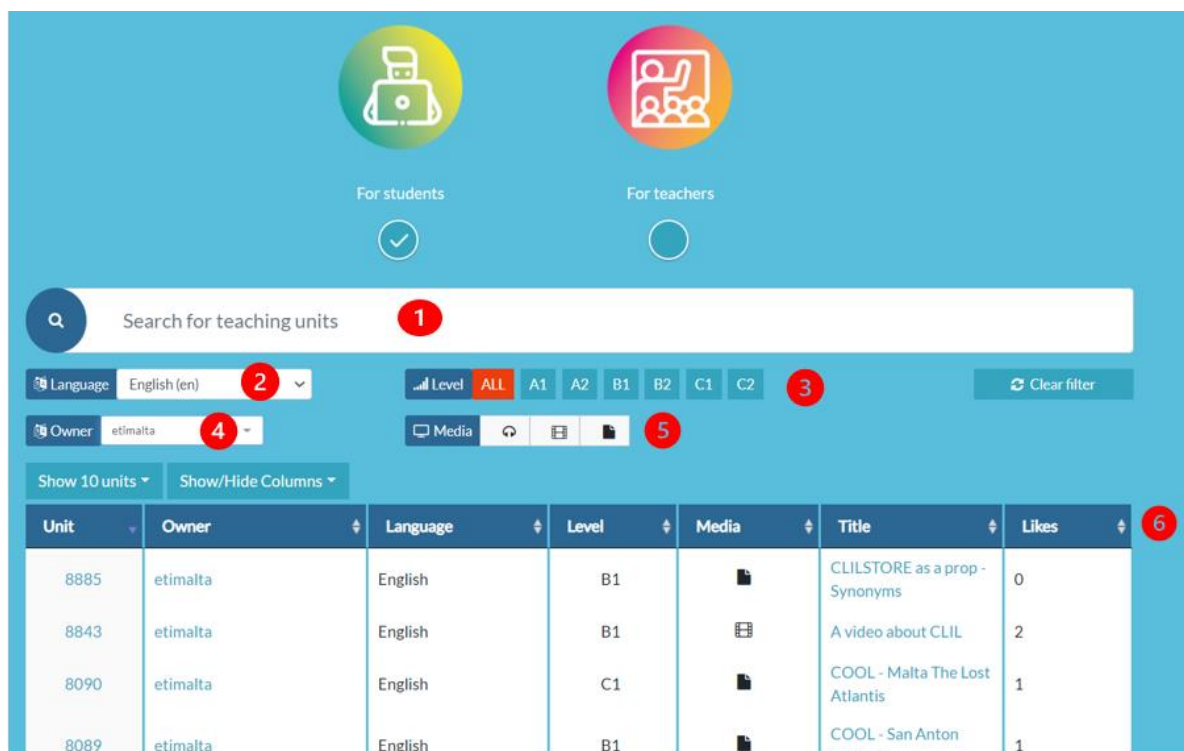 For students
For teachers
Search for teaching units
1
Language
English (en)
2
Level
ALL
A1
A2
B1
B2
C1
C2
3
Clear filter
Owner
etimalta
4
Media
5
Show 10 units
Show/Hide Columns
Unit
Owner
Language
Level
Media
Title
Likes
6
8885
etimalta
English
B1
CLILSTORE as a prop -
Synonyms
0
8843
etimalta
English
B1
A video about CLIL
2
8090
etimalta
English
C1
COOL - Malta The Lost
Atlantis
1
8089
etimalta
English
B1
COOL - San Anton
1